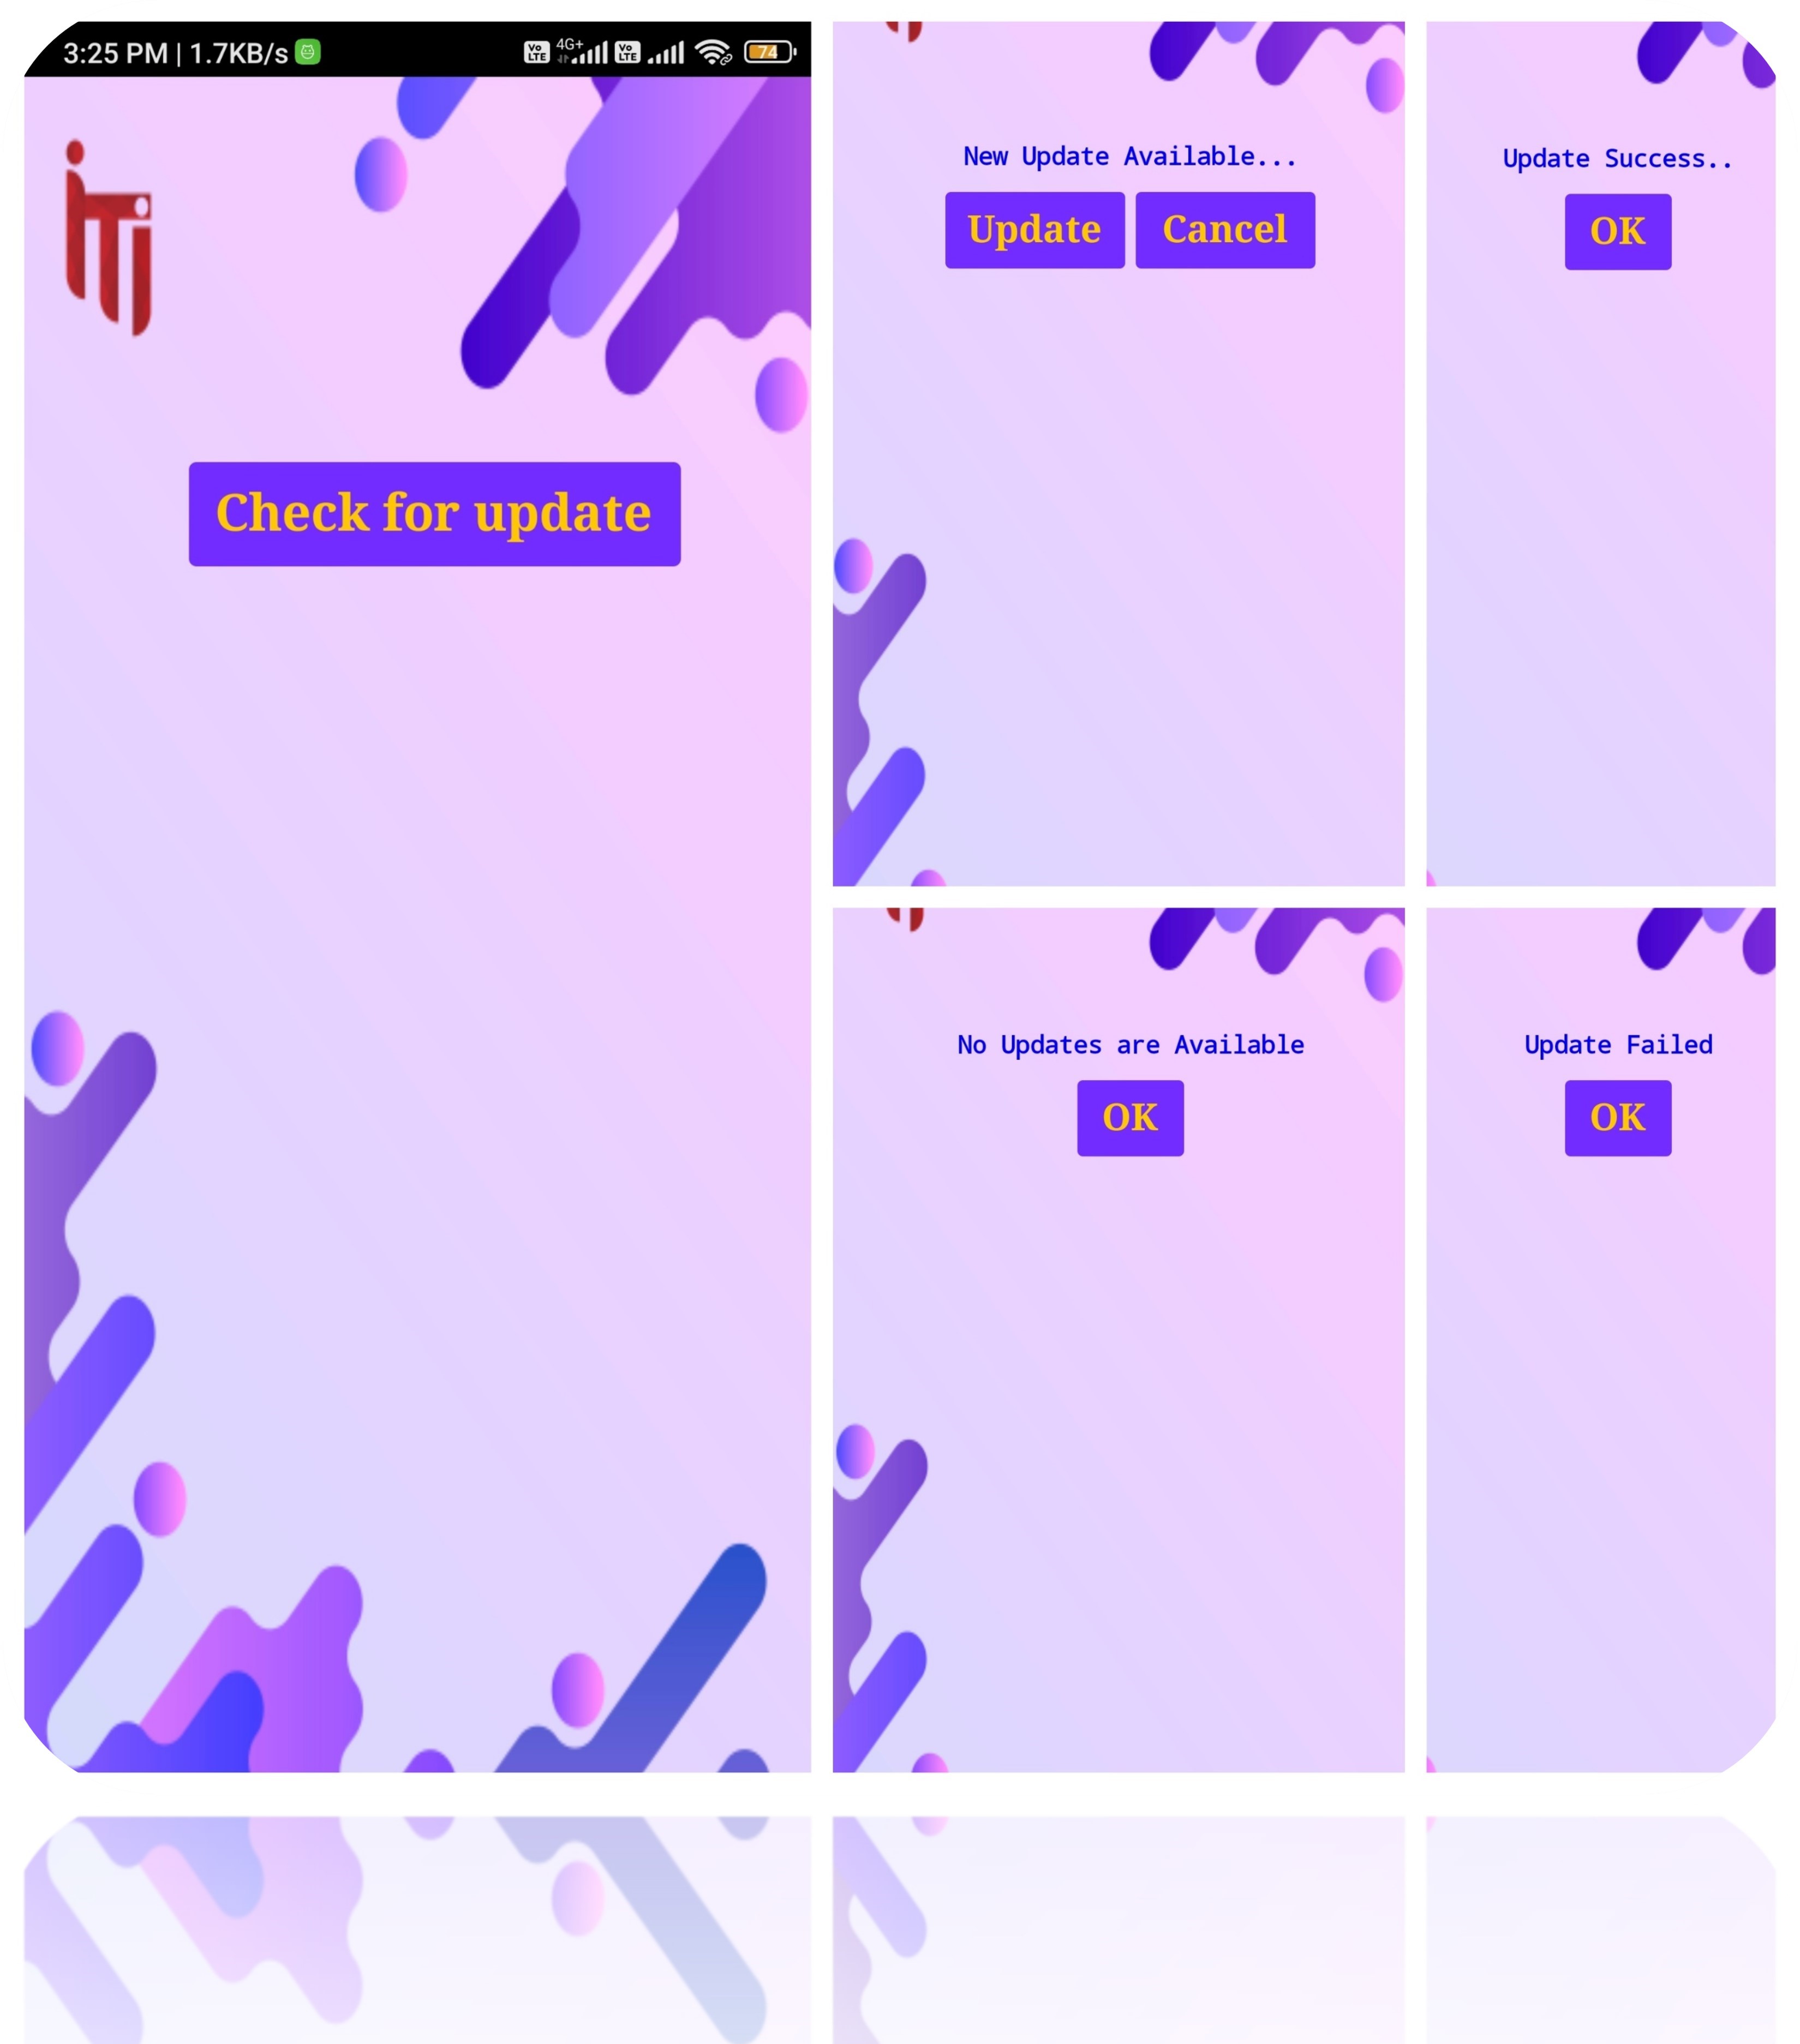 3:25 PM | 1.7KB/s
Vo LTE 4G+ Vo LTE 74
iTi
Check for update
New Update Available...
Update Cancel
Update Success..
OK
No Updates are Available
OK
Update Failed
OK